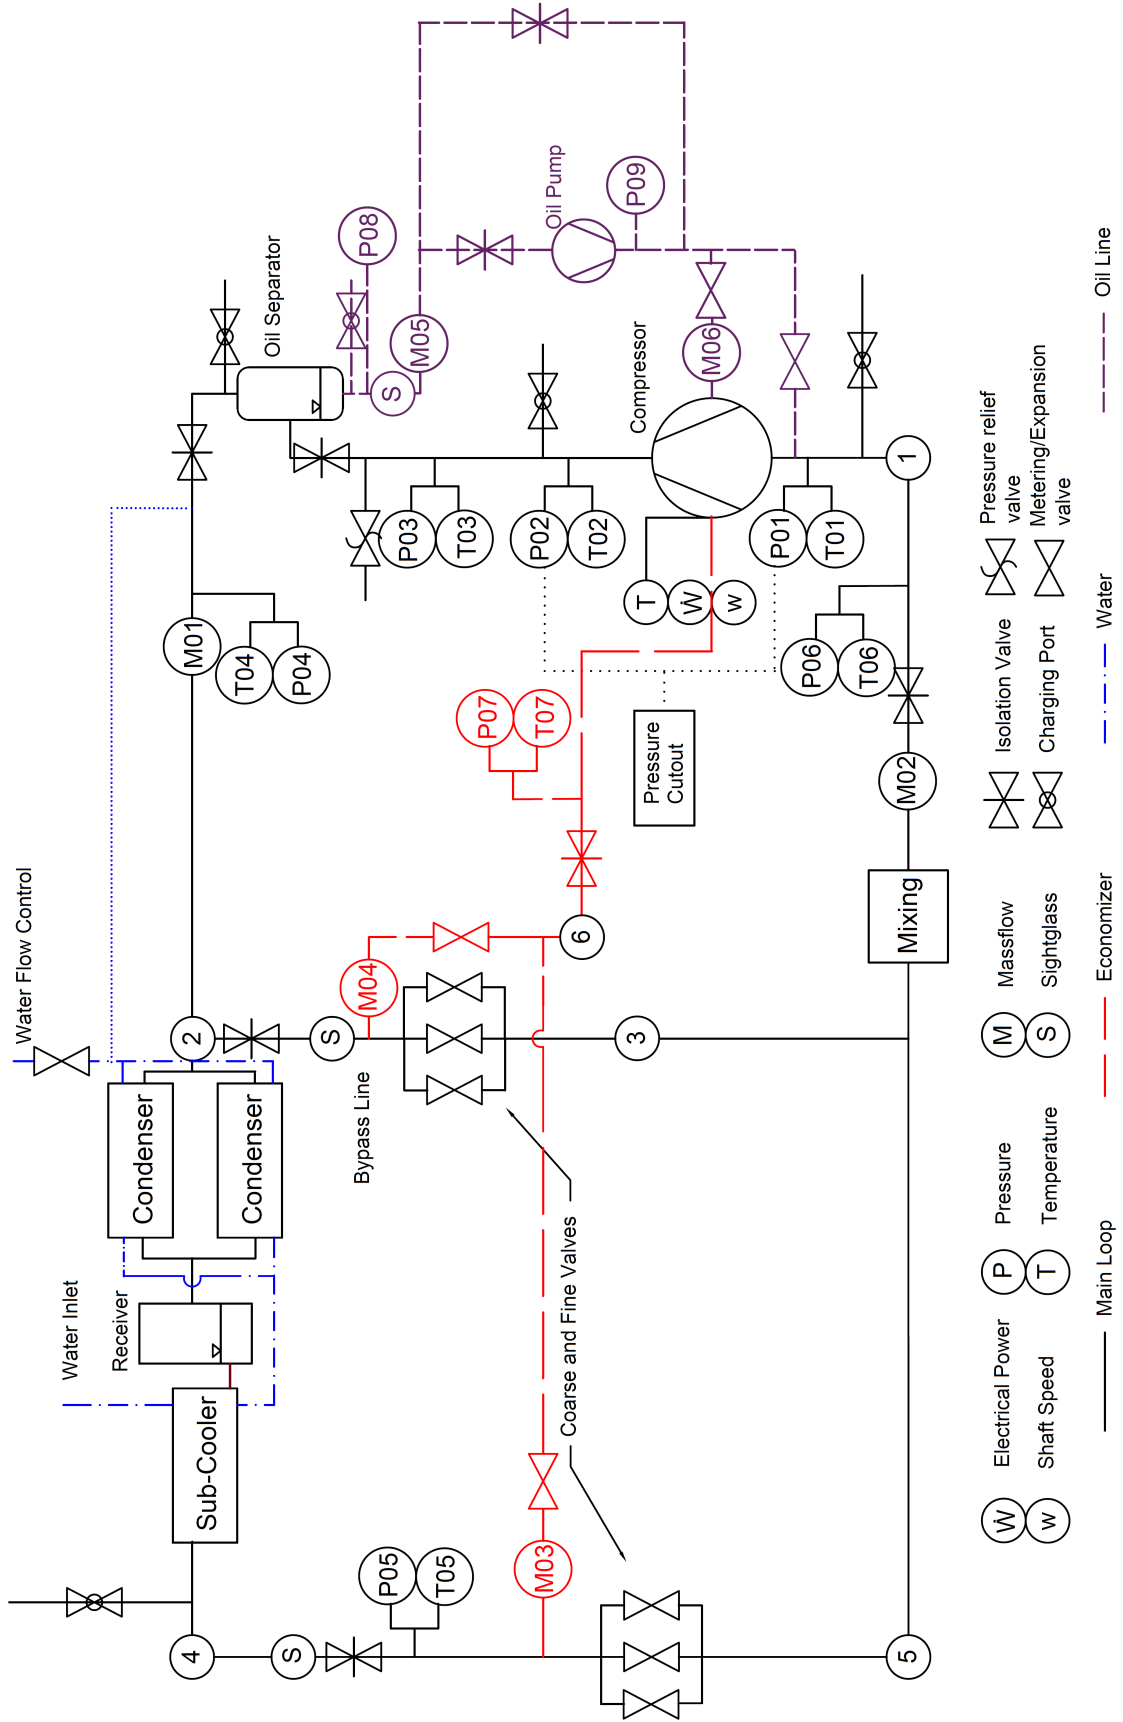 Water Inlet
Receiver
Sub-Cooler
Condenser
Condenser
Water Flow Control
Bypass Line
Coarse and Fine Valves
Oil Separator
Oil Pump
Compressor
Pressure
Cutout
Mixing
4
2
3
6
5
1
S
S
S
M01
T04
P04
P05
T05
M03
M04
P07
T07
P03
T03
P02
T02
T
Ẇ
w
P01
T01
P06
T06
M02
P08
M05
P09
M06
Ẇ
Electrical Power
w
Shaft Speed
P
Pressure
T
Temperature
M
Massflow
S
Sightglass
Isolation Valve
Charging Port
Pressure relief
valve
Metering/Expansion
valve
Main Loop
Economizer
Water
Oil Line